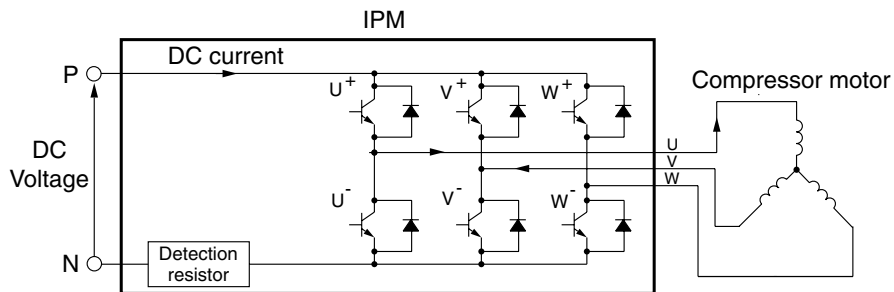 IPM
P
DC current
U+
V+
W+
Compressor motor
DC
Voltage
U
V
W
U-
V-
W-
N
Detection
resistor